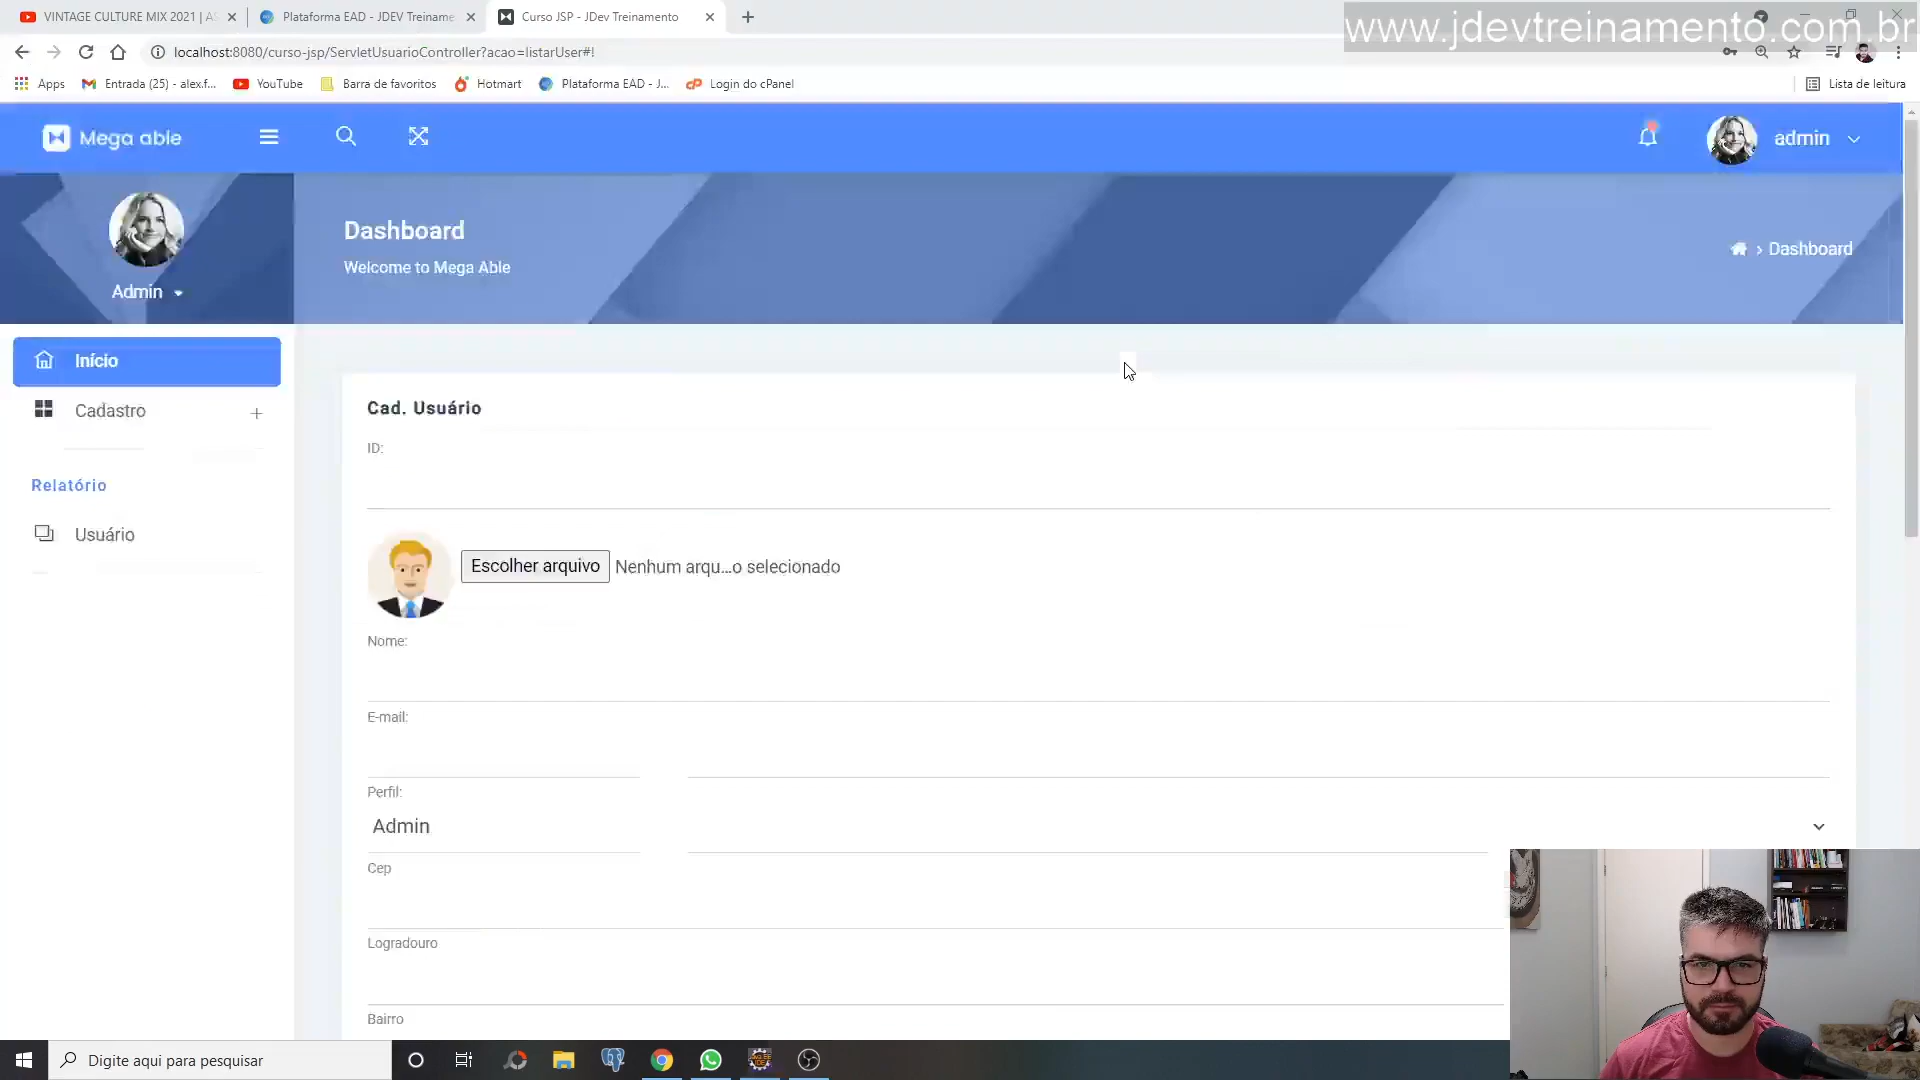 VINTAGE CULTURE MIX 2021 | AS
Plataforma EAD - JDEV Treiname
Curso JSP - JDev Treinamento
www.jdevtreinamento.com.br
localhost:8080/curso-jsp/ServletUsuarioController?acao=listarUser#!
Apps
Entrada (25) - alex.f...
YouTube
Barra de favoritos
Hotmart
Plataforma EAD - J...
cP
Login do cPanel
Lista de leitura
Mega able
admin
Dashboard
Welcome to Mega Able
› Dashboard
Admin
Início
Cadastro
Relatório
Usuário
Cad. Usuário
ID:
Escolher arquivo
Nenhum arqu...o selecionado
Nome:
E-mail:
Perfil:
Admin
Cep
Logradouro
Bairro
Digite aqui para pesquisar